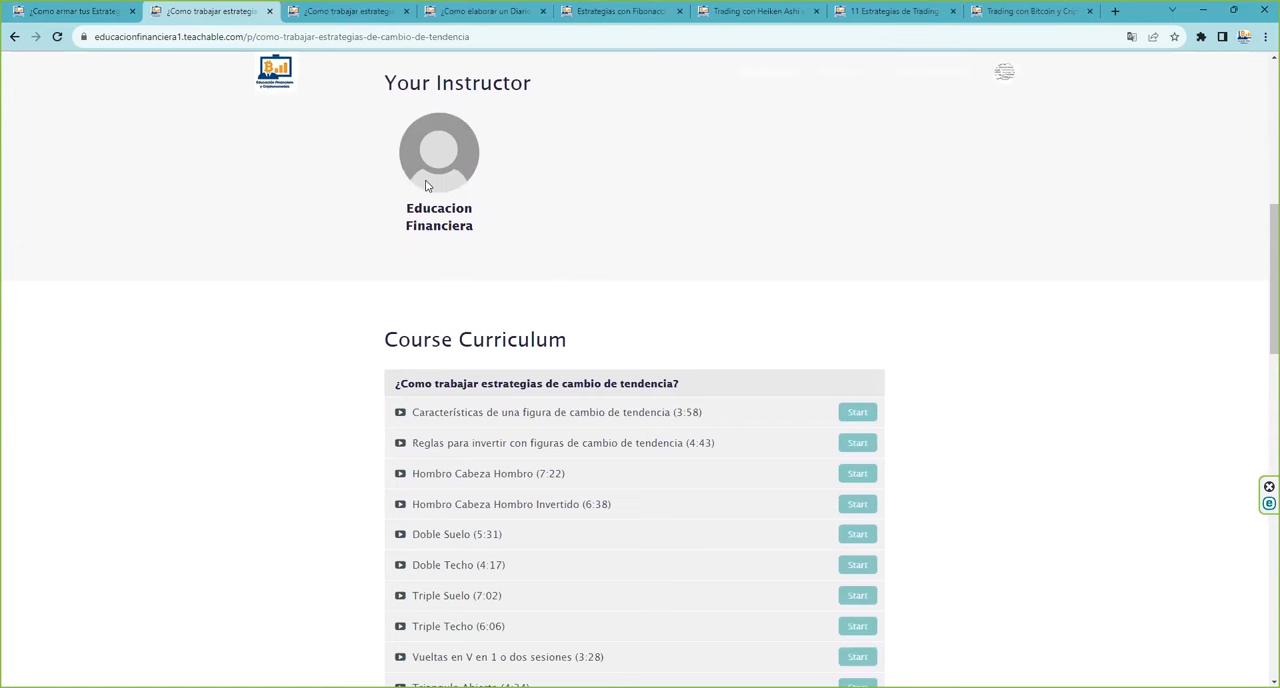 ¿Como armar tus Estrateg
¿Como trabajar estrategia
¿Como trabajar estrategi
¿Como elaborar un Diario
Estrategias con Fibonacci
Trading con Heiken Ashi
11 Estrategias de Trading
Trading con Bitcoin y Crip
educacionfinanciera1.teachable.com/p/como-trabajar-estrategias-de-cambio-de-tendencia
Educación Financiera
y Criptomonedas
Your Instructor
Educacion
Financiera
Course Curriculum
¿Como trabajar estrategias de cambio de tendencia?
Características de una figura de cambio de tendencia (3:58) Start
Reglas para invertir con figuras de cambio de tendencia (4:43) Start
Hombro Cabeza Hombro (7:22) Start
Hombro Cabeza Hombro Invertido (6:38) Start
Doble Suelo (5:31) Start
Doble Techo (4:17) Start
Triple Suelo (7:02) Start
Triple Techo (6:06) Start
Vueltas en V en 1 o dos sesiones (3:28) Start